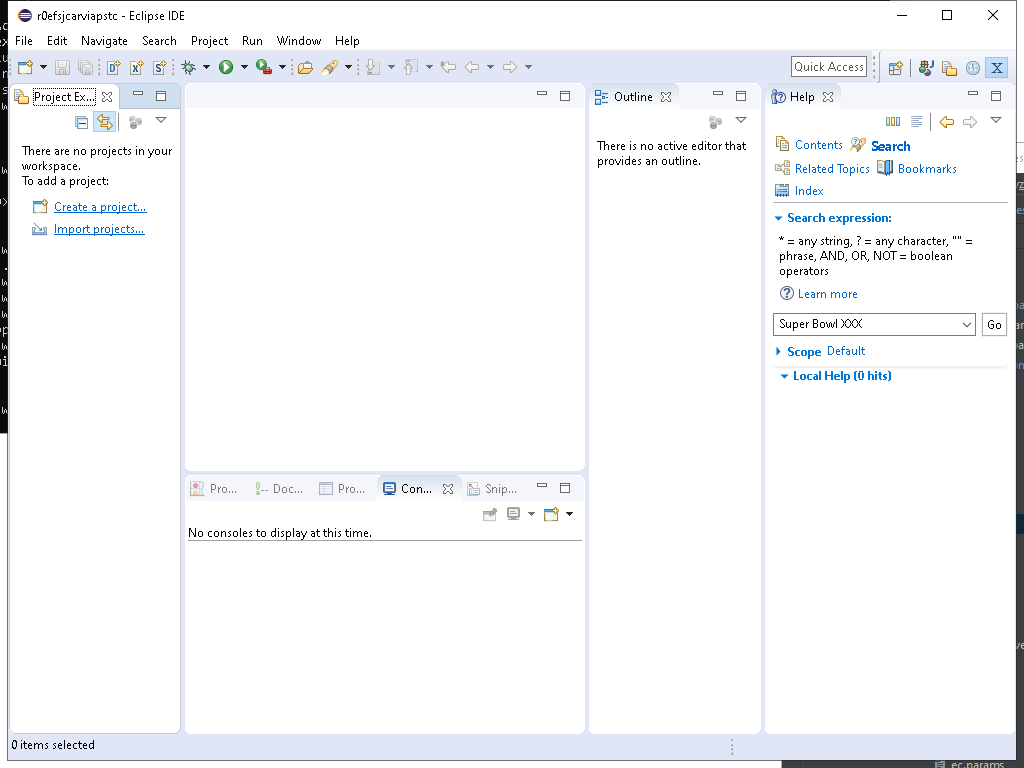 r0efsjcarviapstc - Eclipse IDE
File Edit Navigate Search Project Run Window Help
Quick Access
Project Ex...
There are no projects in your
workspace.
To add a project:
Create a project...
Import projects...
Outline
There is no active editor that
provides an outline.
Help
Contents Search
Related Topics Bookmarks
Index
Search expression:
* = any string, ? = any character, "" =
phrase, AND, OR, NOT = boolean
operators
Learn more
Super Bowl XXX
Go
Scope Default
Local Help (0 hits)
Pro... Doc... Pro... Con... Snip...
No consoles to display at this time.
0 items selected
ec.params